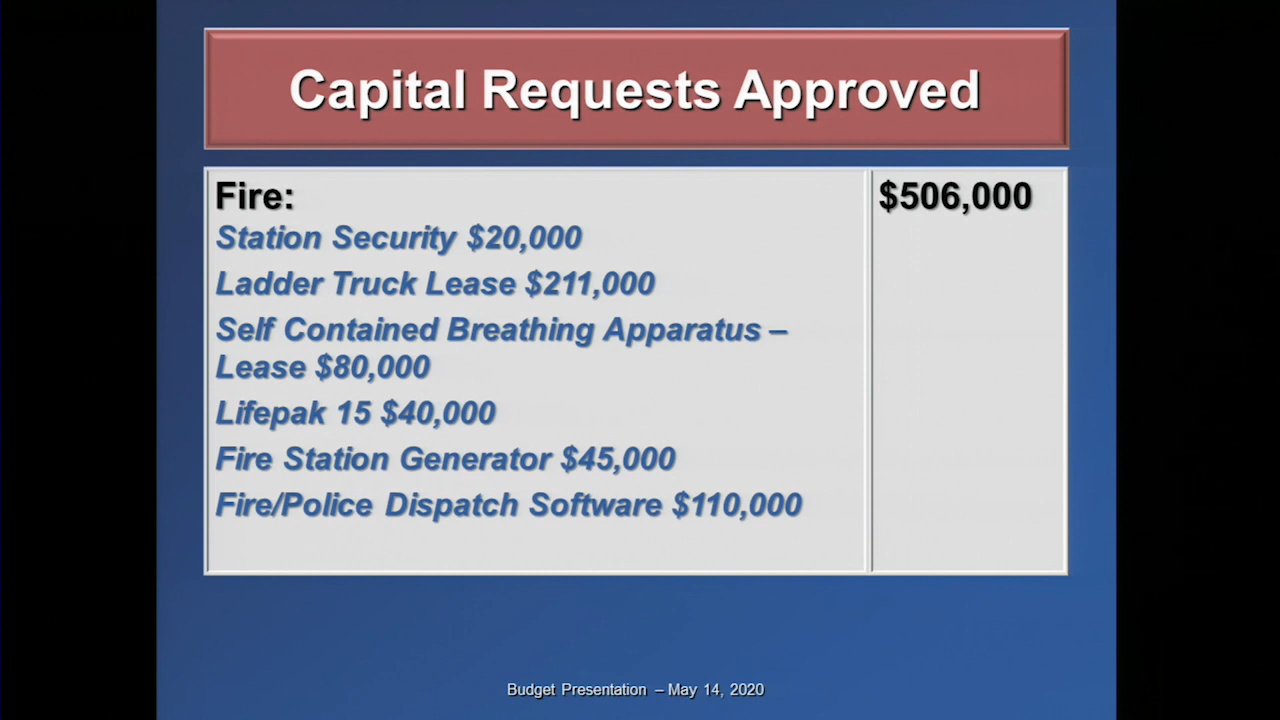 Capital Requests Approved
Fire:
$506,000
Station Security $20,000
Ladder Truck Lease $211,000
Self Contained Breathing Apparatus –
Lease $80,000
Lifepak 15 $40,000
Fire Station Generator $45,000
Fire/Police Dispatch Software $110,000
Budget Presentation – May 14, 2020